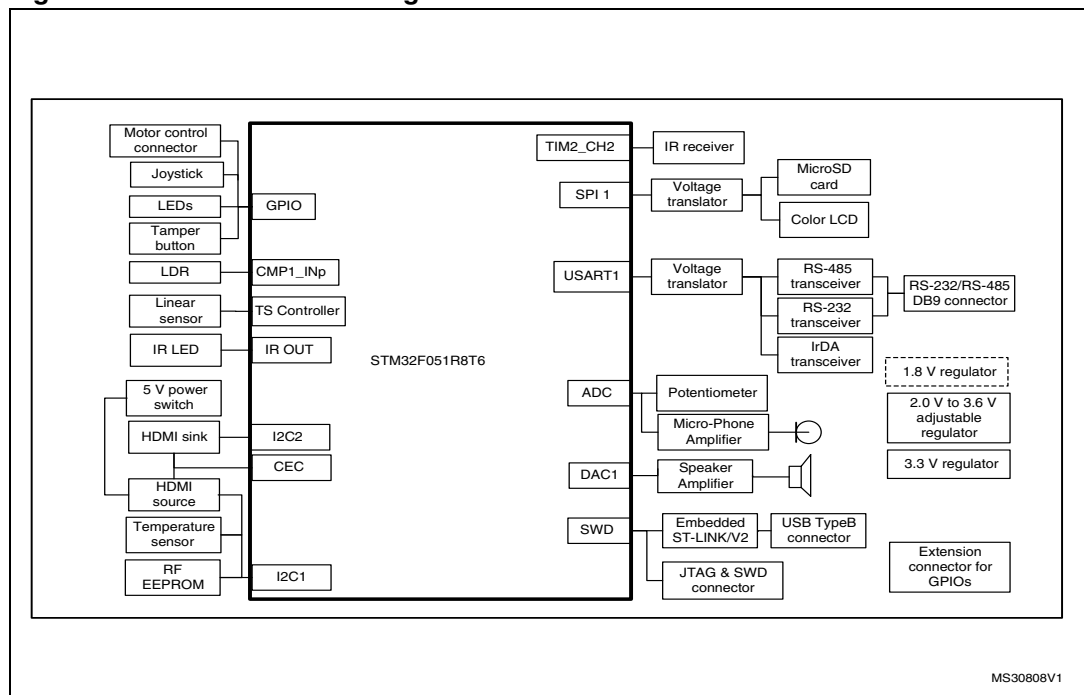 Motor control
connector
Joystick
LEDs
Tamper
button
LDR
Linear
sensor
IR LED
5 V power
switch
HDMI sink
HDMI
source
Temperature
sensor
RF
EEPROM
GPIO
CMP1_INp
TS Controller
IR OUT
I2C2
CEC
I2C1
STM32F051R8T6
TIM2_CH2
SPI 1
USART1
ADC
DAC1
SWD
IR receiver
Voltage
translator
MicroSD
card
Color LCD
Voltage
translator
RS-485
transceiver
RS-232
transceiver
IrDA
transceiver
RS-232/RS-485
DB9 connector
Potentiometer
Micro-Phone
Amplifier
Speaker
Amplifier
Embedded
ST-LINK/V2
USB TypeB
connector
JTAG & SWD
connector
1.8 V regulator
2.0 V to 3.6 V
adjustable
regulator
3.3 V regulator
Extension
connector for
GPIOs
MS30808V1